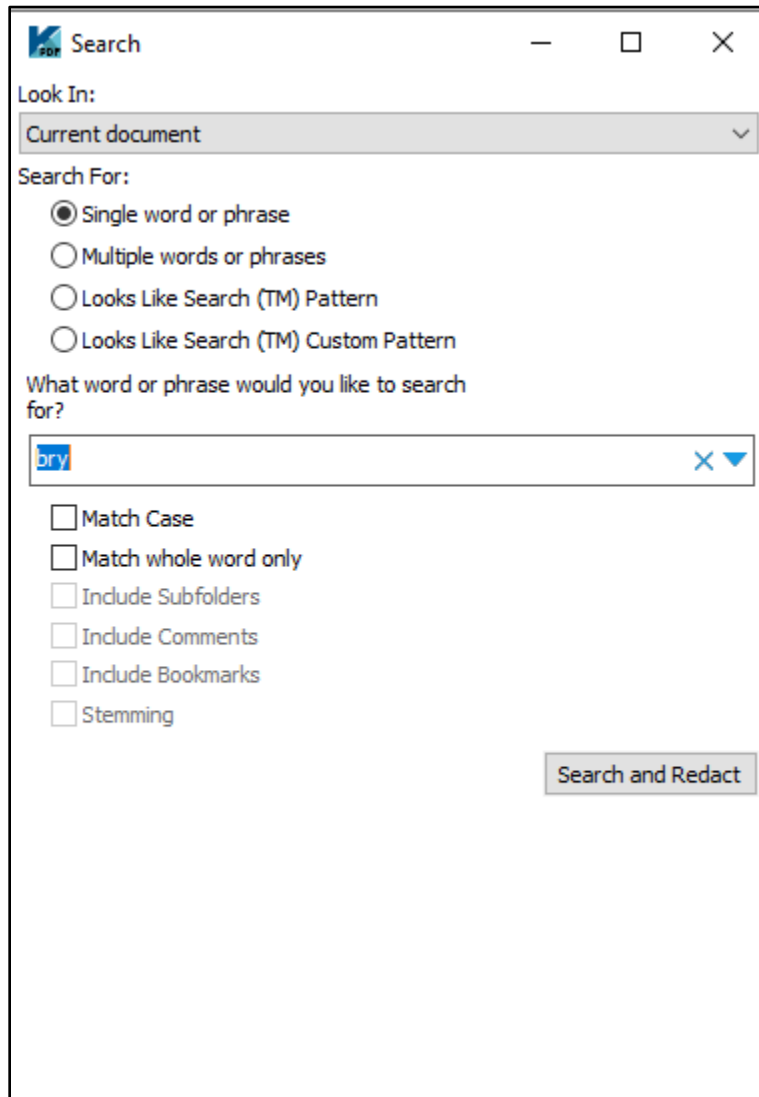 PDF Search
Look In:
Current document
Search For:
Single word or phrase
Multiple words or phrases
Looks Like Search (TM) Pattern
Looks Like Search (TM) Custom Pattern
What word or phrase would you like to search
for?
bry
Match Case
Match whole word only
Include Subfolders
Include Comments
Include Bookmarks
Stemming
Search and Redact